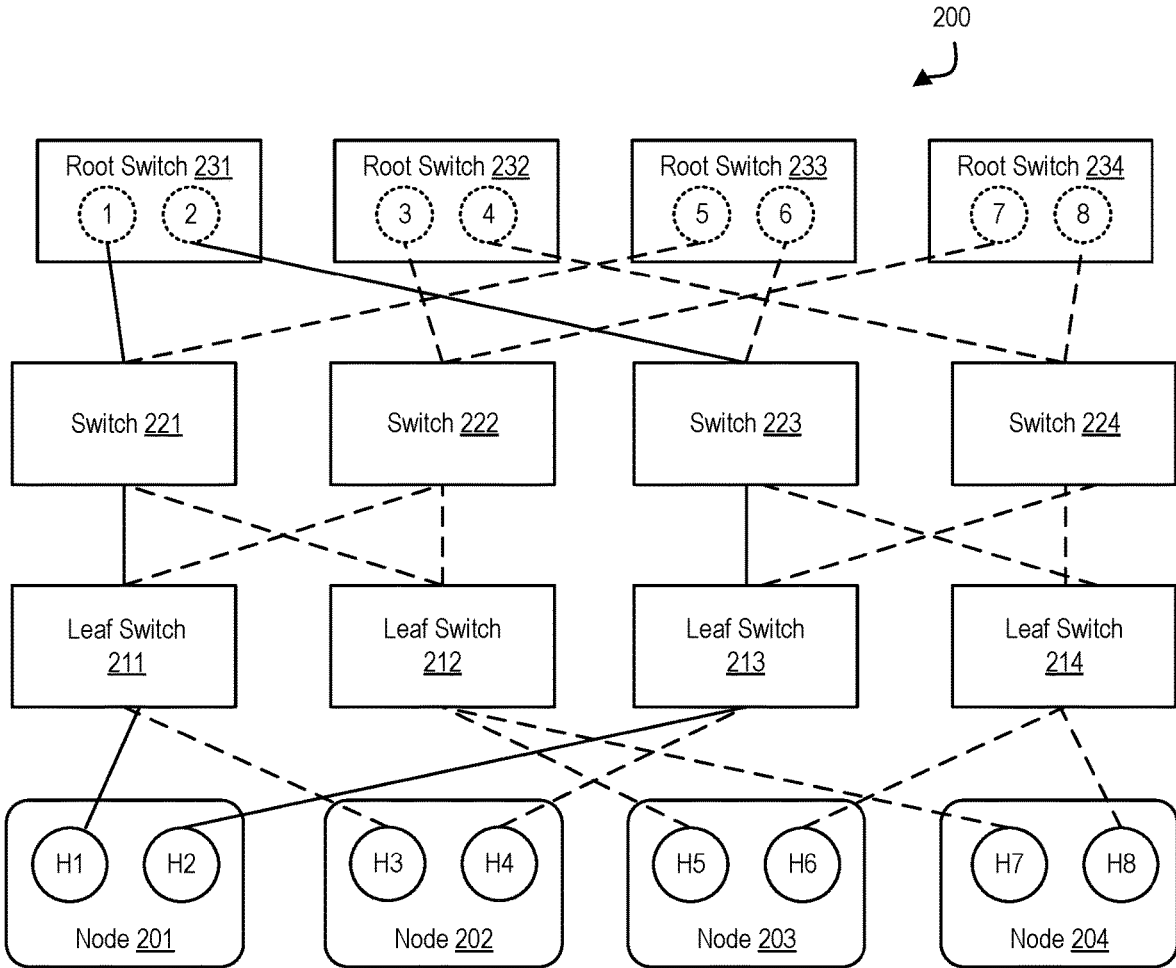 200
Root Switch 231
1 2
Root Switch 232
3 4
Root Switch 233
5 6
Root Switch 234
7 8
Switch 221
Switch 222
Switch 223
Switch 224
Leaf Switch
211
Leaf Switch
212
Leaf Switch
213
Leaf Switch
214
H1 H2
Node 201
H3 H4
Node 202
H5 H6
Node 203
H7 H8
Node 204